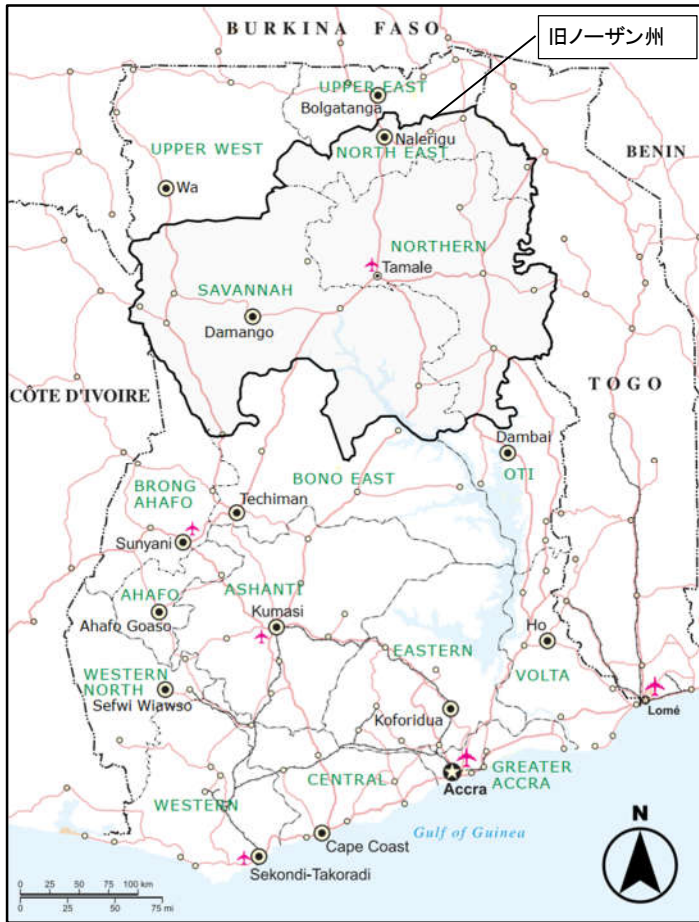 BURKINA FASO
旧ノーザン州
UPPER EAST
Bolgatanga
Nalerigu
NORTH EAST
UPPER WEST
BENIN
Wa
NORTHERN
Tamale
SAVANNAH
Damango
CÔTE D'IVOIRE
TOGO
Dambai
OTI
BONO EAST
BRONG
AHAFO
Techiman
Sunyani
AHAFO
Ahafo Goaso
ASHANTI
Kumasi
Ho
EASTERN
VOLTA
WESTERN
NORTH
Sefwi Wiawso
Koforidua
Lomé
GREATER
ACCRA
Accra
CENTRAL
WESTERN
Cape Coast
Gulf of Guinea
Sekondi-Takoradi
N
0 25 50 75 100 km
0 25 50 75 mi